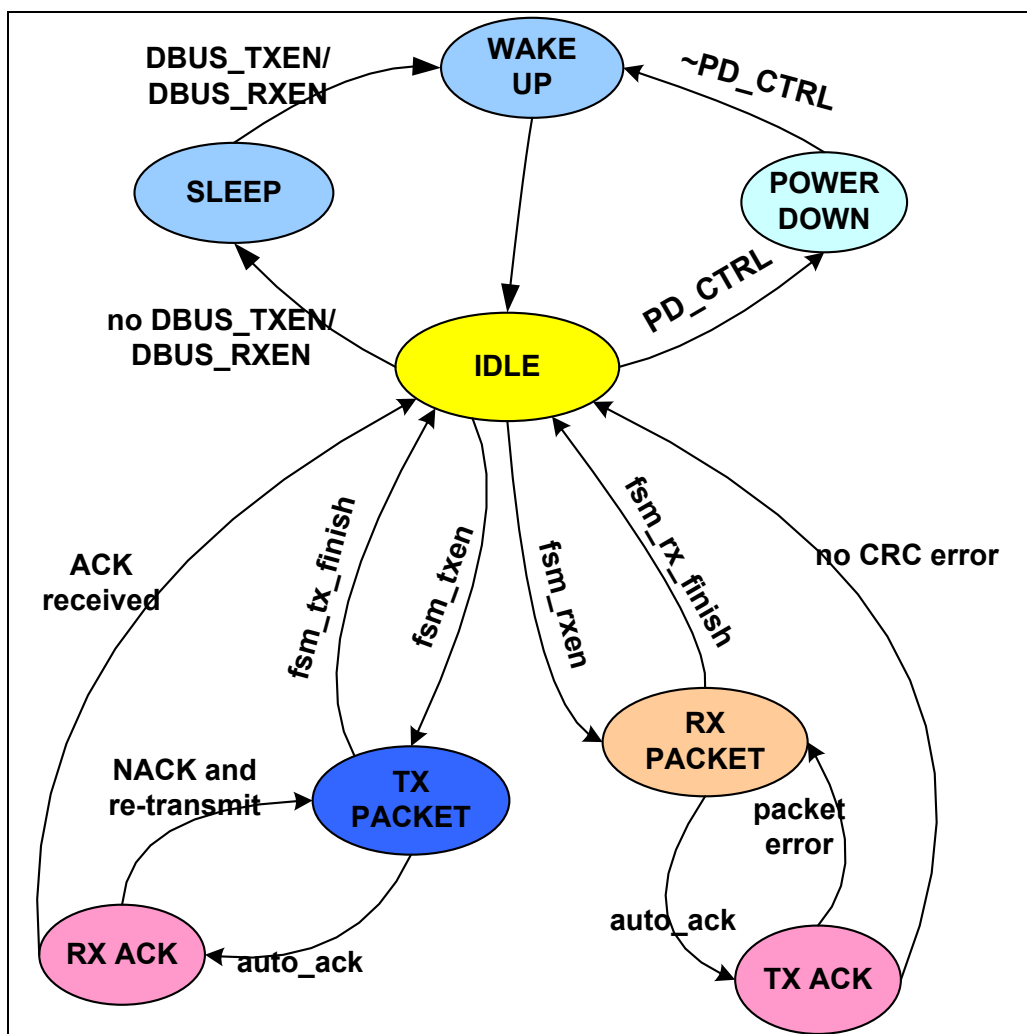 WAKE
UP
DBUS_TXEN/
DBUS_RXEN
~PD_CTRL
SLEEP
POWER
DOWN
no DBUS_TXEN/
DBUS_RXEN
PD_CTRL
IDLE
ACK
received
fsm_tx_finish
fsm_txen
fsm_rxen
fsm_rx_finish
no CRC error
NACK and
re-transmit
TX
PACKET
RX
PACKET
packet
error
RX ACK
auto_ack
auto_ack
TX ACK